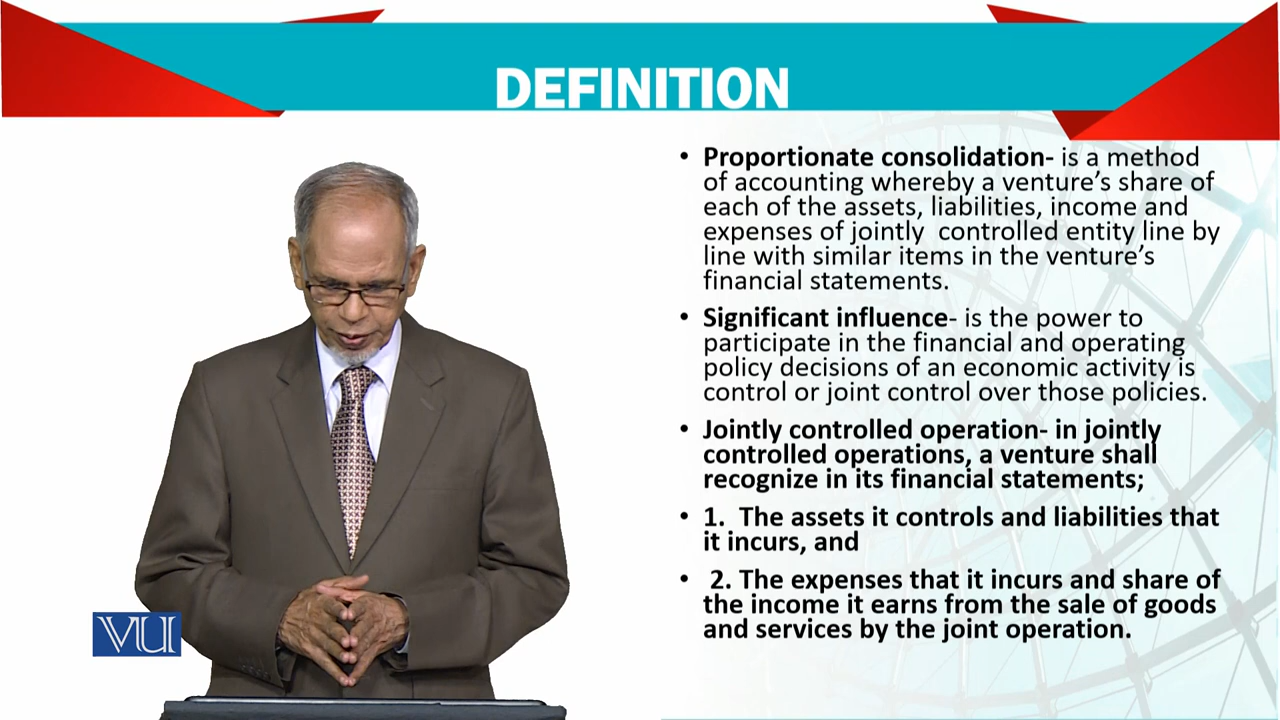 DEFINITION
• Proportionate consolidation- is a method
of accounting whereby a venture's share of
each of the assets, liabilities, income and
expenses of jointly controlled entity line by
line with similar items in the venture's
financial statements.
• Significant influence- is the power to
participate in the financial and operating
policy decisions of an economic activity is
control or joint control over those policies.
• Jointly controlled operation- in jointly
controlled operations, a venture shall
recognize in its financial statements;
• 1. The assets it controls and liabilities that
it incurs, and
• 2. The expenses that it incurs and share of
the income it earns from the sale of goods
and services by the joint operation.
VU